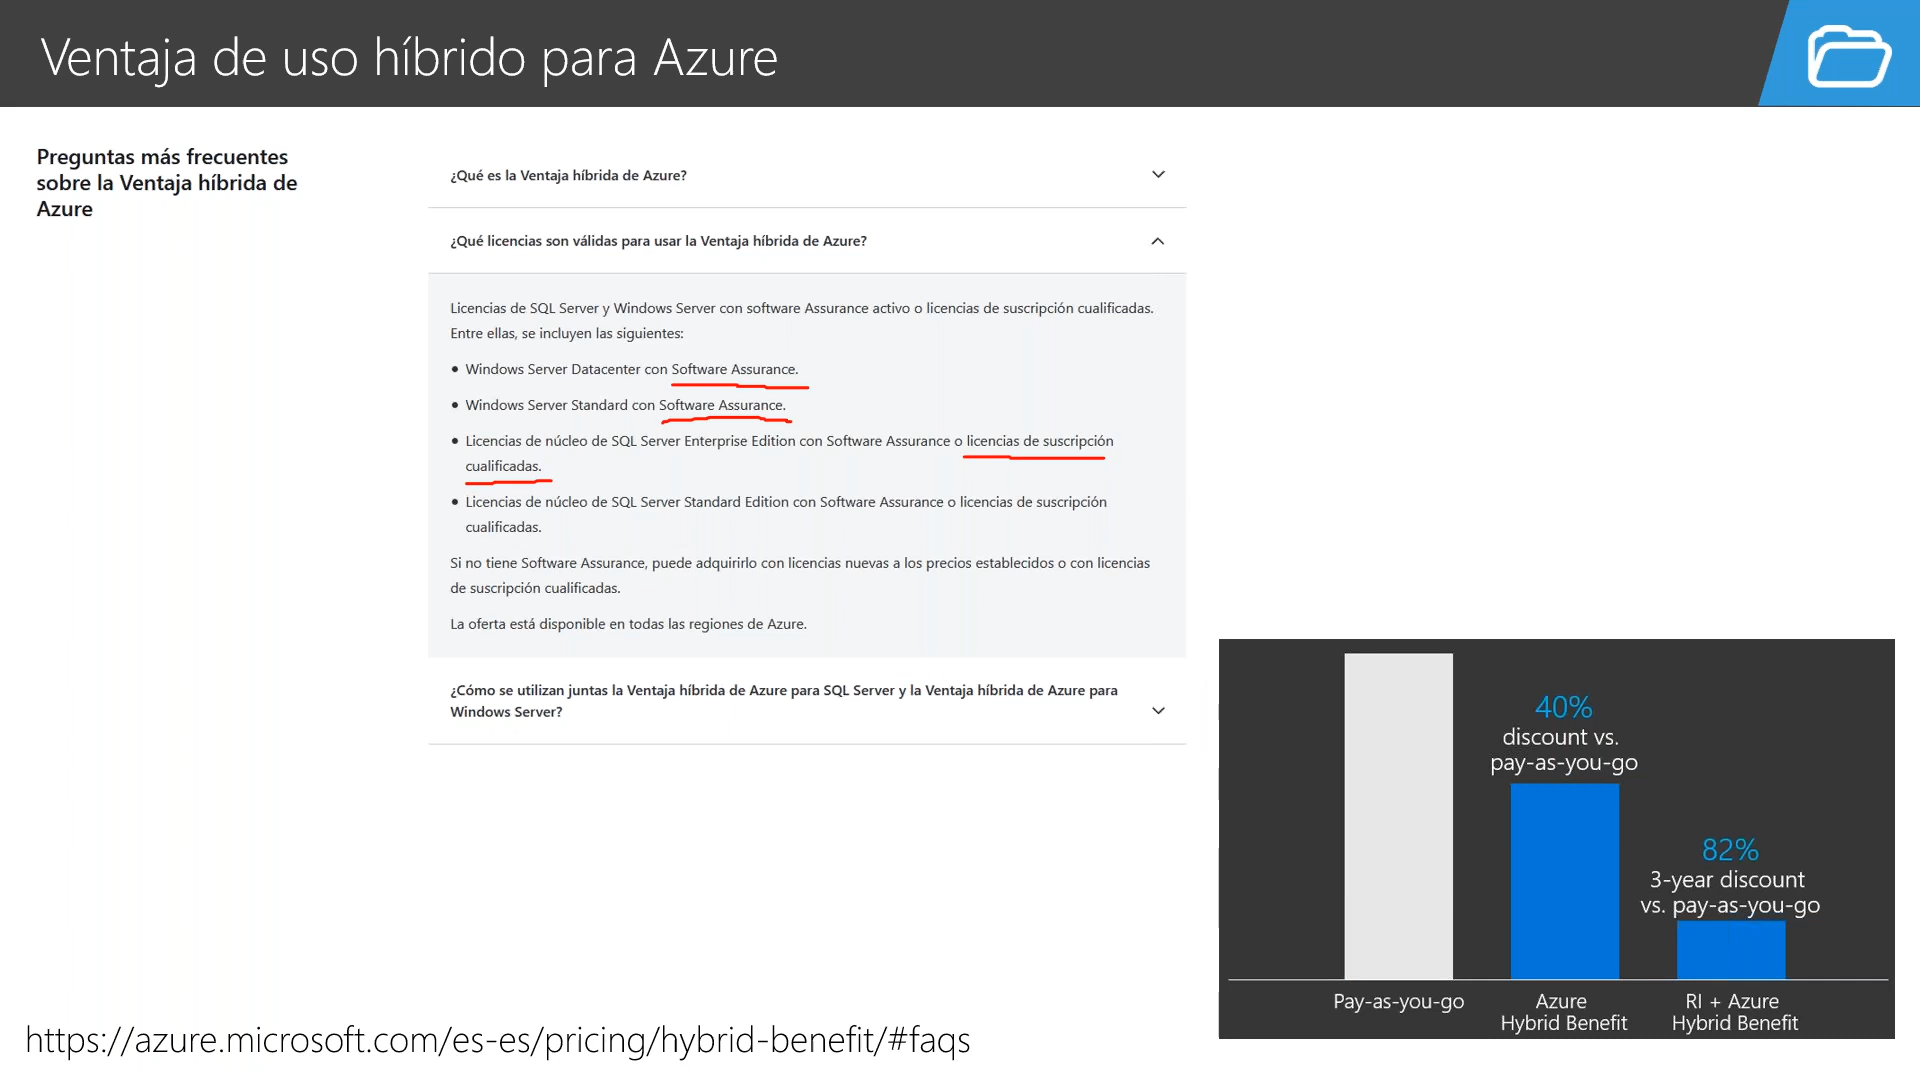 Ventaja de uso híbrido para Azure
Preguntas más frecuentes
sobre la Ventaja híbrida de
Azure
¿Qué es la Ventaja híbrida de Azure?
¿Qué licencias son válidas para usar la Ventaja híbrida de Azure?
Licencias de SQL Server y Windows Server con software Assurance activo o licencias de suscripción cualificadas.
Entre ellas, se incluyen las siguientes:
• Windows Server Datacenter con Software Assurance.
• Windows Server Standard con Software Assurance.
• Licencias de núcleo de SQL Server Enterprise Edition con Software Assurance o licencias de suscripción
cualificadas.
• Licencias de núcleo de SQL Server Standard Edition con Software Assurance o licencias de suscripción
cualificadas.
Si no tiene Software Assurance, puede adquirirlo con licencias nuevas a los precios establecidos o con licencias
de suscripción cualificadas.
La oferta está disponible en todas las regiones de Azure.
¿Cómo se utilizan juntas la Ventaja híbrida de Azure para SQL Server y la Ventaja híbrida de Azure para
Windows Server?
40%
discount vs.
pay-as-you-go
82%
3-year discount
vs. pay-as-you-go
Pay-as-you-go
Azure
Hybrid Benefit
RI + Azure
Hybrid Benefit
https://azure.microsoft.com/es-es/pricing/hybrid-benefit/#faqs